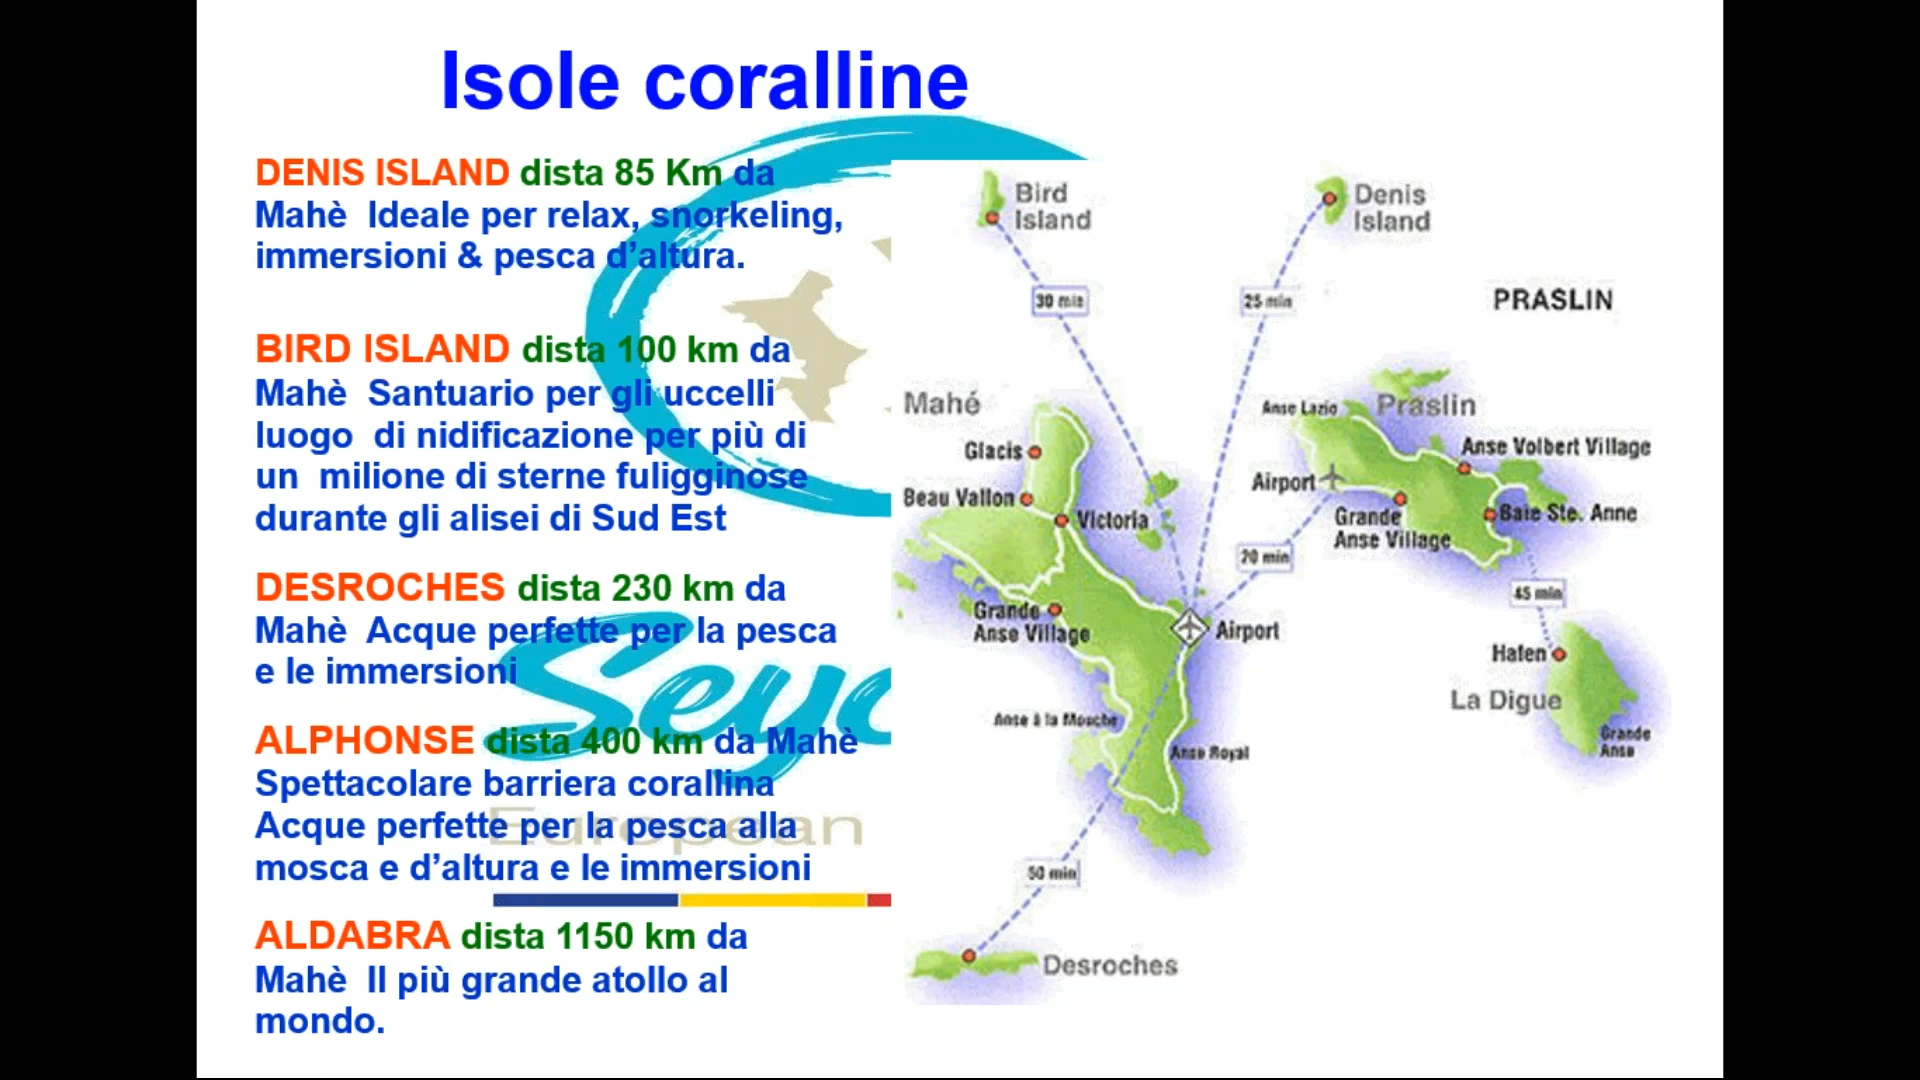 Isole coralline
DENIS ISLAND dista 85 Km da
Mahè Ideale per relax, snorkeling,
immersioni & pesca d’altura.
BIRD ISLAND dista 100 km da
Mahè Santuario per gli uccelli
luogo di nidificazione per più di
un milione di sterne fuligginose
durante gli alisei di Sud Est
DESROCHES dista 230 km da
Mahè Acque perfette per la pesca
e le immersioni
ALPHONSE dista 400 km da Mahè
Spettacolare barriera corallina
Acque perfette per la pesca alla
mosca e d’altura e le immersioni
ALDABRA dista 1150 km da
Mahè Il più grande atollo al
mondo.
Seyc
European
Bird
Island
Denis
Island
30 min
25 min
PRASLIN
Mahé
Anse Lazio
Praslin
Glacis
Anse Volbert Village
Airport
Beau Vallon
Victoria
Grande
Anse Village
Baie Ste. Anne
20 min
45 min
Grande
Anse Village
Airport
Hafen
La Digue
Anse à la Mouche
Anse Royal
Grande
Anse
50 min
Desroches